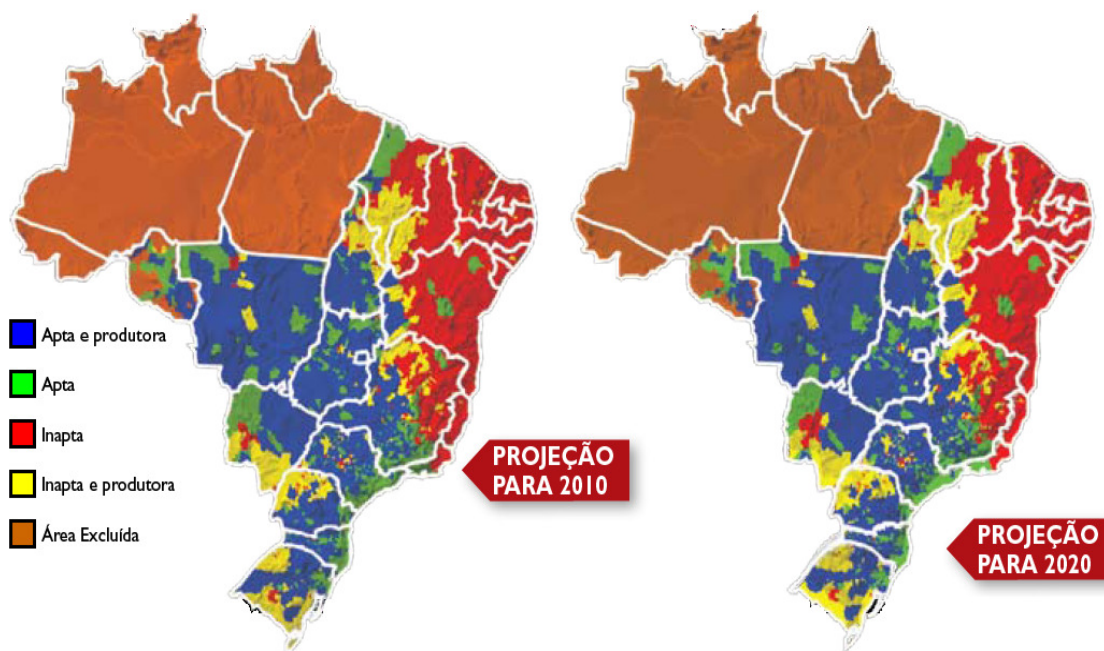 Apta e produtora
Apta
Inapta
Inapta e produtora
Área Excluída
PROJEÇÃO
PARA 2010
PROJEÇÃO
PARA 2020